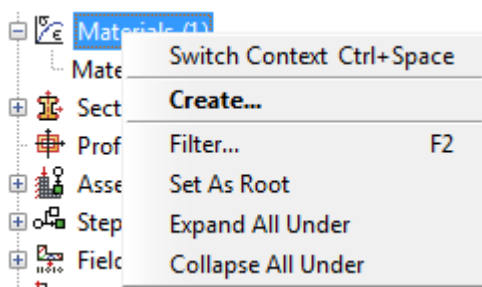 Materials (1)
Switch Context Ctrl+Space
Mate
Create...
Sect
Prof
Filter... F2
Asse
Set As Root
Step
Expand All Under
Field
Collapse All Under